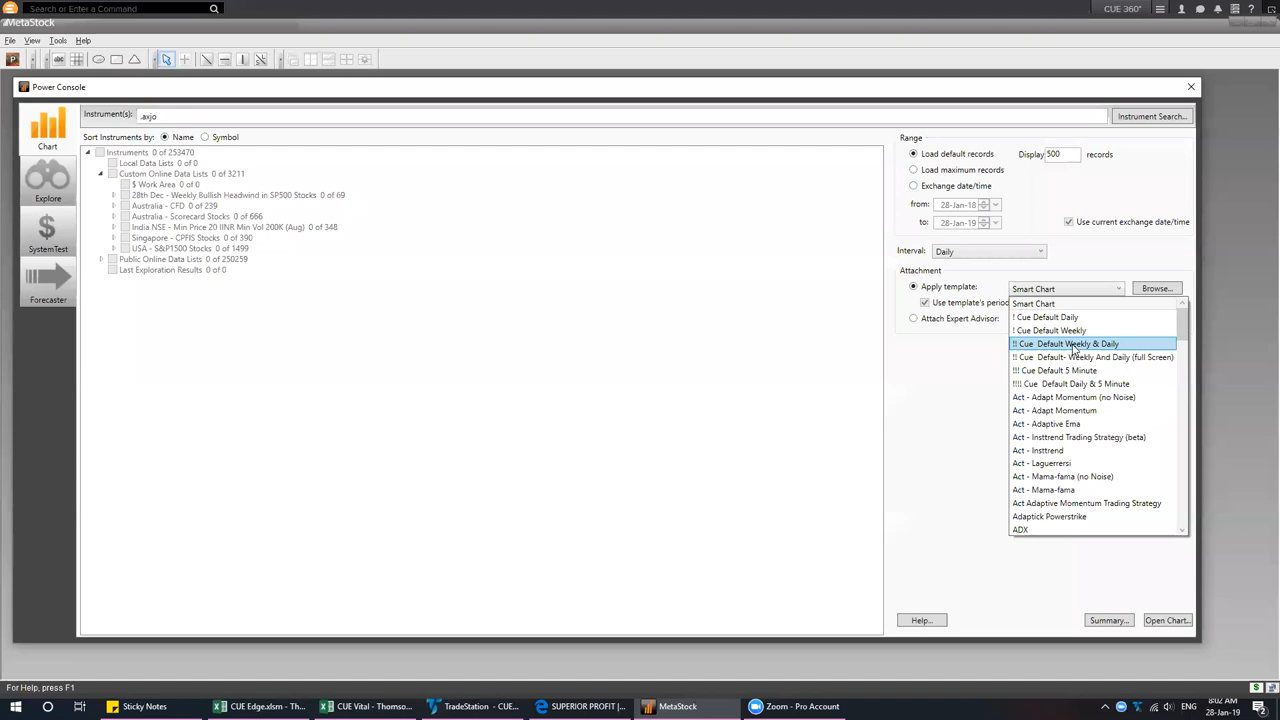 Search or Enter a Command
CUE 360°
MetaStock
File View Tools Help
P
abc
Power Console
Chart
Explore
$
SystemTest
Forecaster
Instrument(s): .axjo
Instrument Search...
Sort Instruments by: Name Symbol
Instruments 0 of 253470
Local Data Lists 0 of 0
Custom Online Data Lists 0 of 3211
$ Work Area 0 of 0
28th Dec - Weekly Bullish Headwind in SP500 Stocks 0 of 69
Australia - CFD 0 of 239
Australia - Scorecard Stocks 0 of 666
India NSE - Min Price 20 IINR Min Vol 200K (Aug) 0 of 348
Singapore - CPFIS Stocks 0 of 390
USA - S&P1500 Stocks 0 of 1499
Public Online Data Lists 0 of 250259
Last Exploration Results 0 of 0
Range
Load default records Display 500 records
Load maximum records
Exchange date/time
from: 28-Jan-18
to: 28-Jan-19 Use current exchange date/time
Interval: Daily
Attachment
Apply template: Smart Chart Browse...
Use template's period
Attach Expert Advisor:
Smart Chart
! Cue Default Daily
! Cue Default Weekly
!! Cue Default Weekly & Daily
!! Cue Default- Weekly And Daily (full Screen)
!!! Cue Default 5 Minute
!!!! Cue Default Daily & 5 Minute
Act - Adapt Momentum (no Noise)
Act - Adapt Momentum
Act - Adaptive Ema
Act - Insttrend Trading Strategy (beta)
Act - Insttrend
Act - Laguerrersi
Act - Mama-fama (no Noise)
Act - Mama-fama
Act Adaptive Momentum Trading Strategy
Adaptick Powerstrike
ADX
Help... Summary... Open Chart...
For Help, press F1
Sticky Notes
CUE Edge.xlsm - Th...
CUE Vital - Thomso...
TradeStation - CUE...
SUPERIOR PROFIT |...
MetaStock
Zoom - Pro Account
8:02 AM
28-Jan-19
2